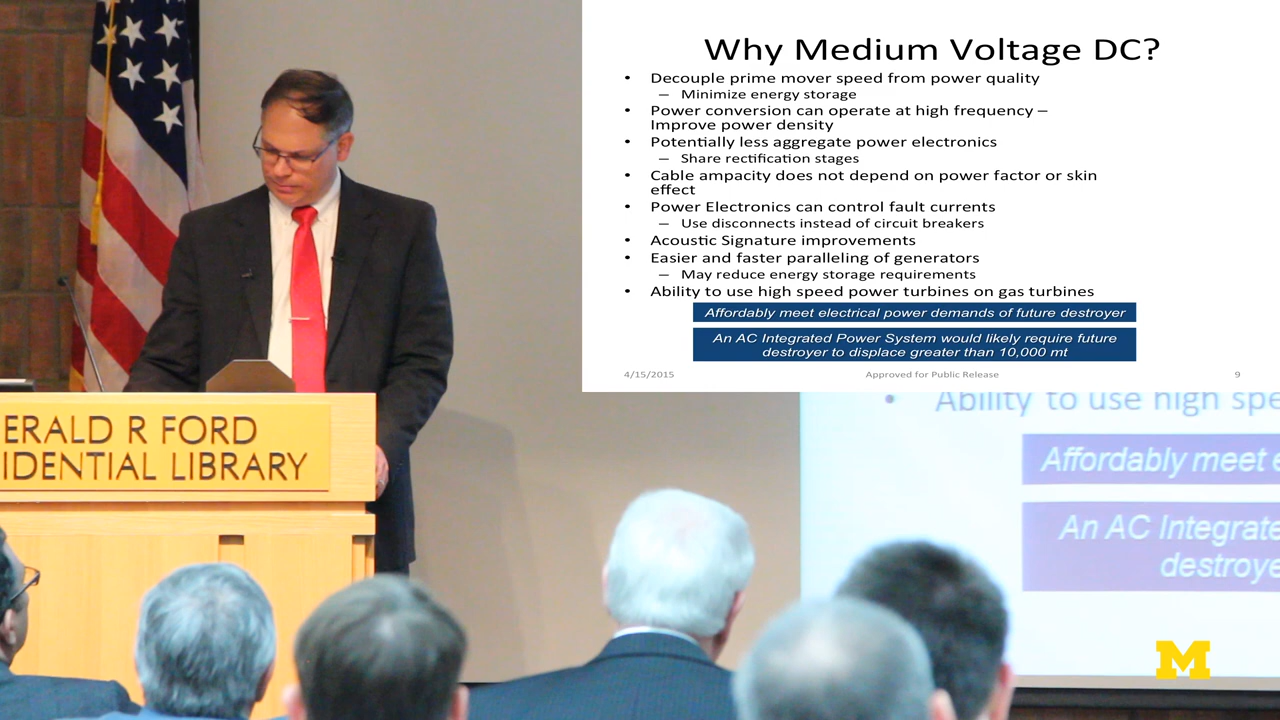 Why Medium Voltage DC?
• Decouple prime mover speed from power quality
– Minimize energy storage
• Power conversion can operate at high frequency –
Improve power density
• Potentially less aggregate power electronics
– Share rectification stages
• Cable ampacity does not depend on power factor or skin
effect
• Power Electronics can control fault currents
– Use disconnects instead of circuit breakers
• Acoustic Signature improvements
• Easier and faster paralleling of generators
– May reduce energy storage requirements
• Ability to use high speed power turbines on gas turbines
Affordably meet electrical power demands of future destroyer
An AC Integrated Power System would likely require future
destroyer to displace greater than 10,000 mt
4/15/2015 Approved for Public Release 9
ERALD R FORD
IDENTIAL LIBRARY
• Ability to use high spe
Affordably meet e
An AC Integrate
destroye
M